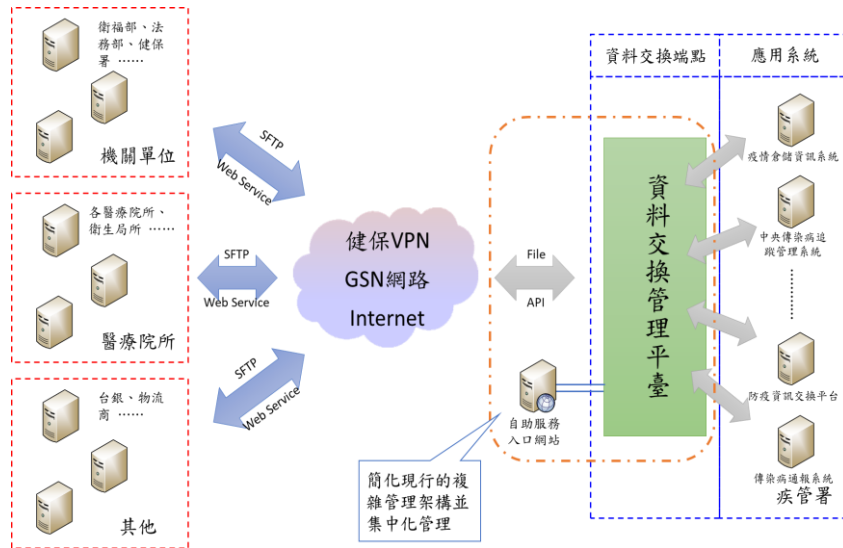 衛福部、法
務部、健保
署 ……
機關單位
各醫療院所、
衛生局所 ……
醫療院所
台銀、物流
商 ……
其他
SFTP
Web Service
SFTP
Web Service
SFTP
Web Service
健保VPN
GSN網路
Internet
File
API
自助服務
入口網站
簡化現行的複
雜管理架構並
集中化管理
資料交換端點
資料交換管理平臺
應用系統
疫情倉儲資訊系統
中央傳染病追
蹤管理系統
………
防疫資訊交換平台
傳染病通報系統
疾管署